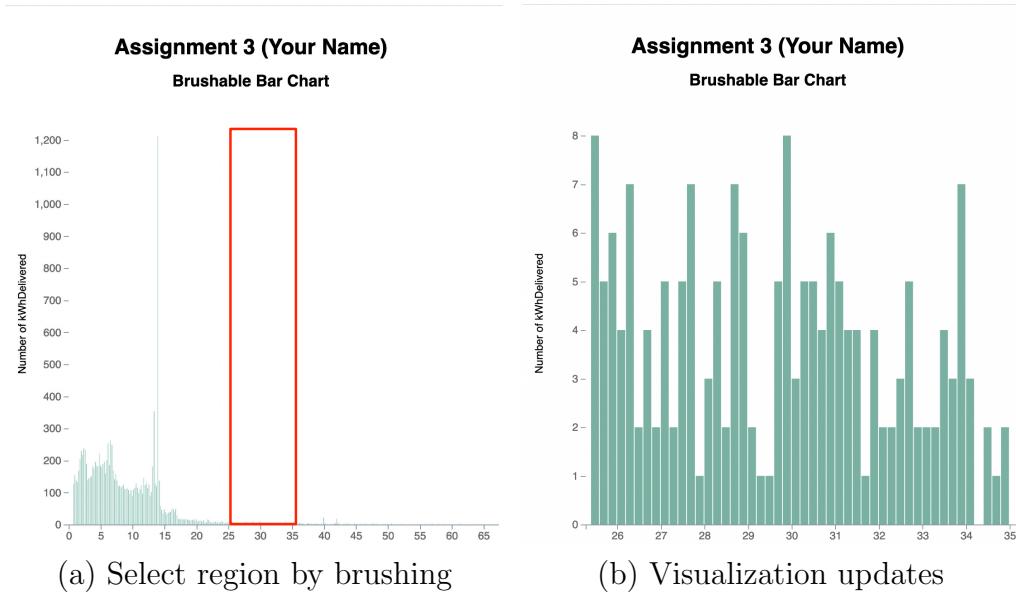 Assignment 3 (Your Name)
Brushable Bar Chart
Number of kWhDelivered
1,200
1,100
1,000
900
800
700
600
500
400
300
200
100
0
0 5 10 15 20 25 30 35 40 45 50 55 60 65
(a) Select region by brushing
Assignment 3 (Your Name)
Brushable Bar Chart
Number of kWhDelivered
8
7
6
5
4
3
2
1
0
26 27 28 29 30 31 32 33 34 35
(b) Visualization updates